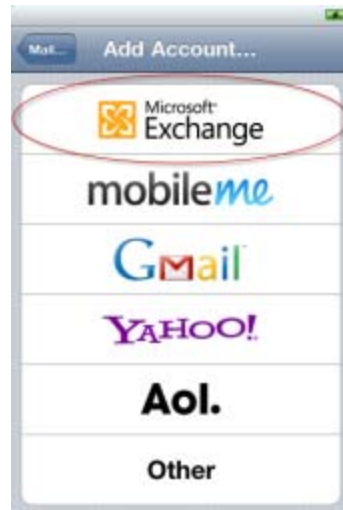 Mail...
Add Account...
Microsoft
Exchange
mobileme
GMail
YAHOO!
Aol.
Other